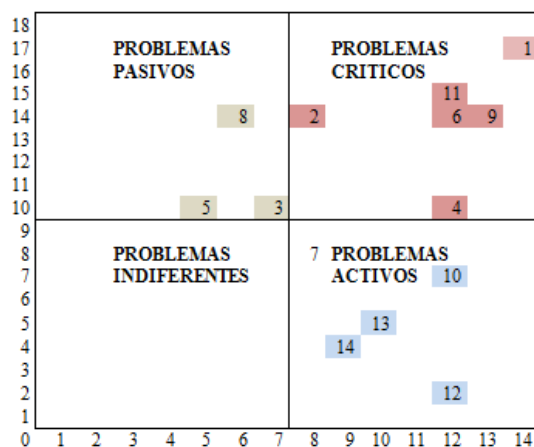 18
17 PROBLEMAS PROBLEMAS 1
16 PASIVOS CRITICOS
15 11
14 8 2 6 9
13
12
11
10 5 3 4
9
8 PROBLEMAS 7 PROBLEMAS
7 INDIFERENTES ACTIVOS 10
6
5 13
4 14
3
2 12
1
0 1 2 3 4 5 6 7 8 9 10 11 12 13 14